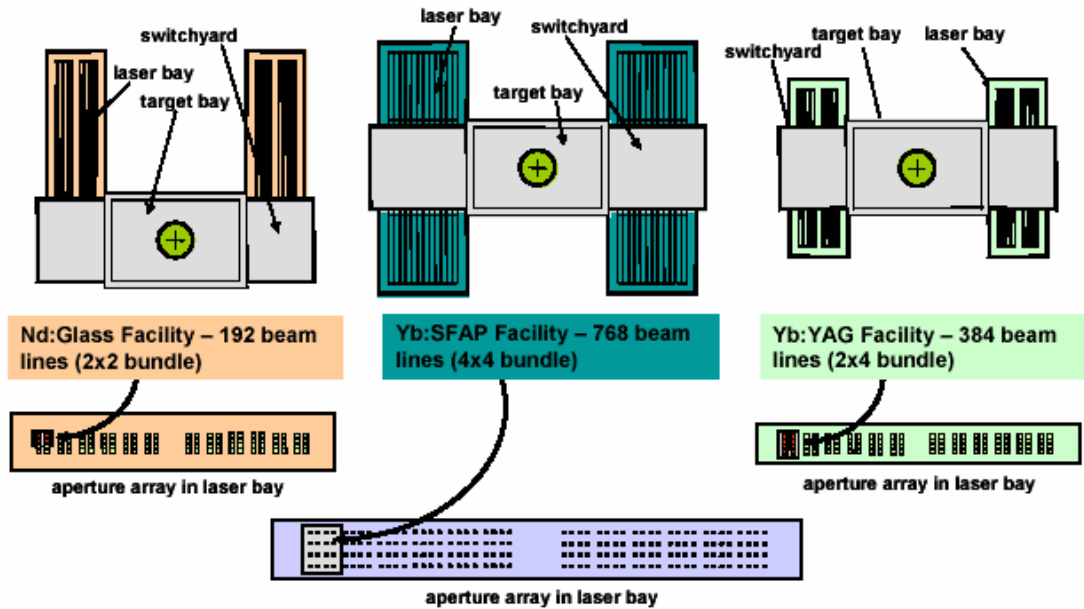 switchyard
laser bay
target bay
laser bay
switchyard
target bay
target bay
laser bay
switchyard
Nd:Glass Facility – 192 beam
lines (2x2 bundle)
Yb:SFAP Facility – 768 beam
lines (4x4 bundle)
Yb:YAG Facility – 384 beam
lines (2x4 bundle)
aperture array in laser bay
aperture array in laser bay
aperture array in laser bay